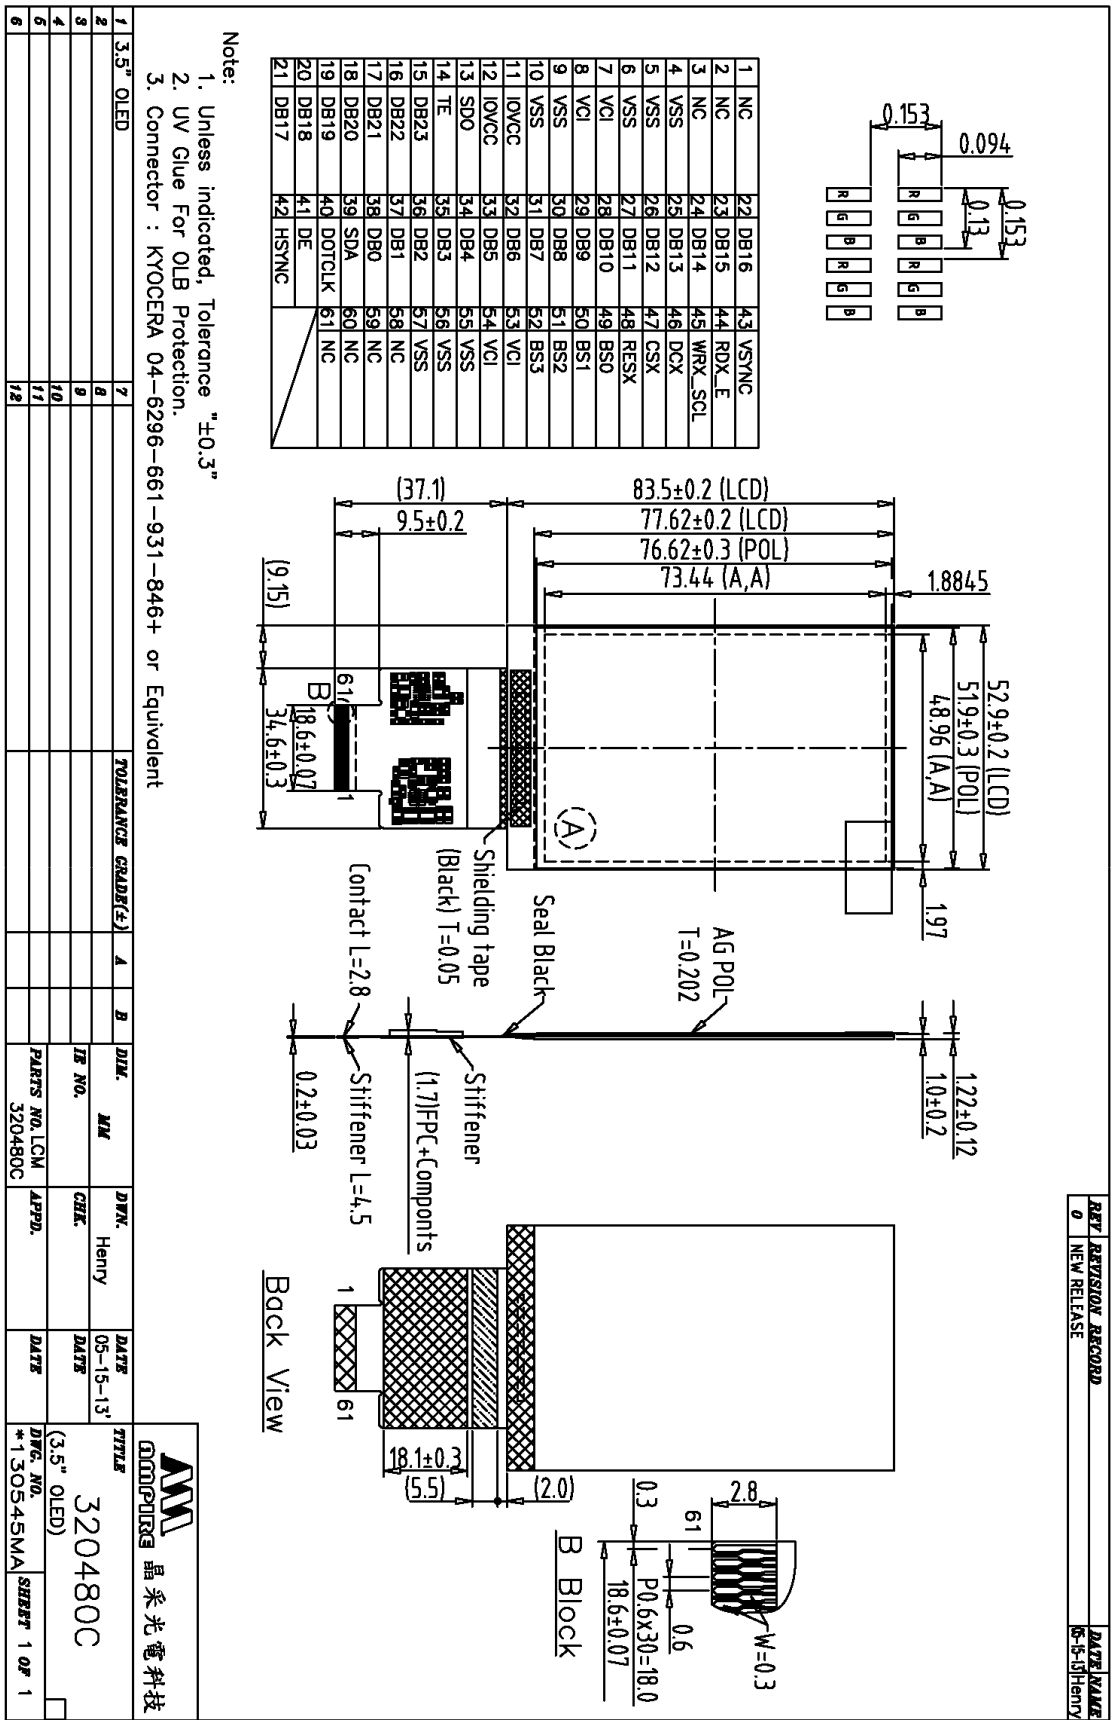 REV REVISION RECORD DATE NAME
0 NEW RELEASE 05-15-13 Henry
0.153
0.094
0.153
0.13
R G B R G B
R G B R G B
1 NC 22 DB16 43 VSYNC
2 NC 23 DB15 44 RDX_E
3 NC 24 DB14 45 WRX_SCL
4 VSS 25 DB13 46 DCX
5 VSS 26 DB12 47 CSX
6 VSS 27 DB11 48 RESX
7 VCI 28 DB10 49 BS0
8 VCI 29 DB9 50 BS1
9 VSS 30 DB8 51 BS2
10 VSS 31 DB7 52 BS3
11 IOVCC 32 DB6 53 VCI
12 IOVCC 33 DB5 54 VCI
13 SDO 34 DB4 55 VSS
14 TE 35 DB3 56 VSS
15 DB23 36 DB2 57 VSS
16 DB22 37 DB1 58 NC
17 DB21 38 DB0 59 NC
18 DB20 39 SDA 60 NC
19 DB19 40 DOTCLK 61 NC
20 DB18 41 DE
21 DB17 42 HSYNC
52.9±0.2 (LCD)
51.9±0.3 (POL)
48.96 (A,A)
1.97
1.8845
83.5±0.2 (LCD)
77.62±0.2 (LCD)
76.62±0.3 (POL)
73.44 (A,A)
(37.1)
9.5±0.2
(9.15)
A
61
B
1
18.6±0.07
34.6±0.3
Shielding tape
(Black) T=0.05
Seal Black
AG POL
T=0.202
1.22±0.12
1.0±0.2
Contact L=2.8
Stiffener
(1.7)FPC+Componts
Stiffener L=4.5
0.2±0.03
1 61
18.1±0.3
(5.5)
(2.0)
Back View
2.8
61
W=0.3
0.3
0.6
P0.6x30=18.0
18.6±0.07
B Block
Note:
1. Unless indicated, Tolerance "±0.3"
2. UV Glue For OLB Protection.
3. Connector : KYOCERA 04-6296-661-931-846+ or Equivalent
AMPIRE 晶采光電科技
1 3.5" OLED 7 TOLERANCE GRADE(±) A B
2 8
3 9
4 10
5 11
6 12
DIM. MM
DWN. Henry
DATE 05-15-13'
TITLE
320480C
(3.5" OLED)
IE NO.
CHK.
DATE
PARTS NO. LCM
320480C
APPD.
DATE
DWG. NO.
*130545MA
SHEET 1 OF 1